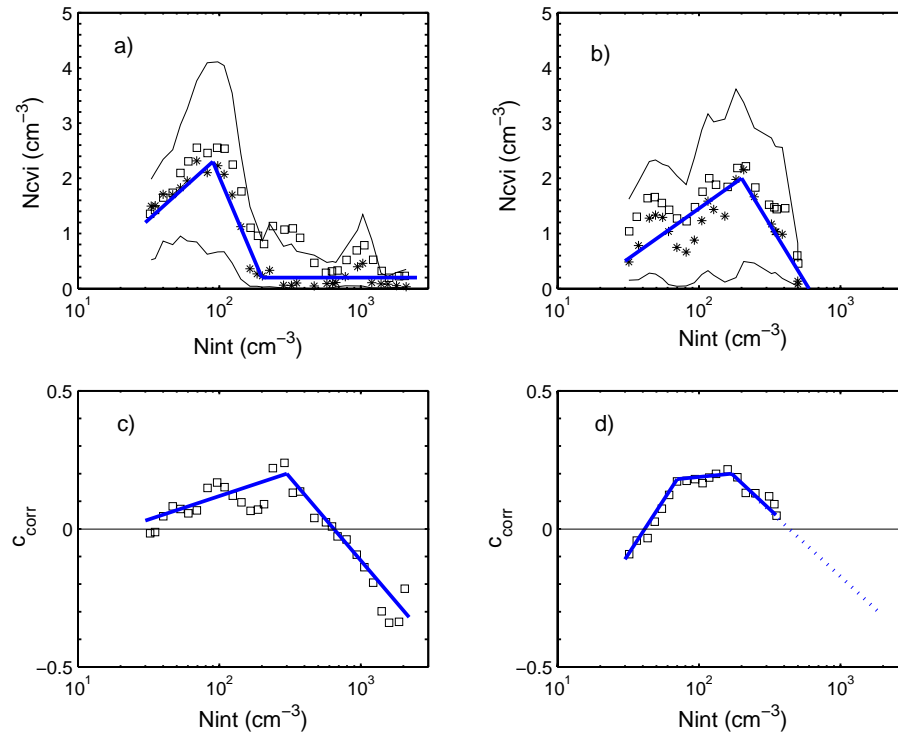 a)
5
4
3
2
1
0
Ncvi (cm⁻³)
10¹ 10² 10³
Nint (cm⁻³)
b)
5
4
3
2
1
0
Ncvi (cm⁻³)
10¹ 10² 10³
Nint (cm⁻³)
c)
0.5
0
−0.5
c_corr
10¹ 10² 10³
Nint (cm⁻³)
d)
0.5
0
−0.5
c_corr
10¹ 10² 10³
Nint (cm⁻³)